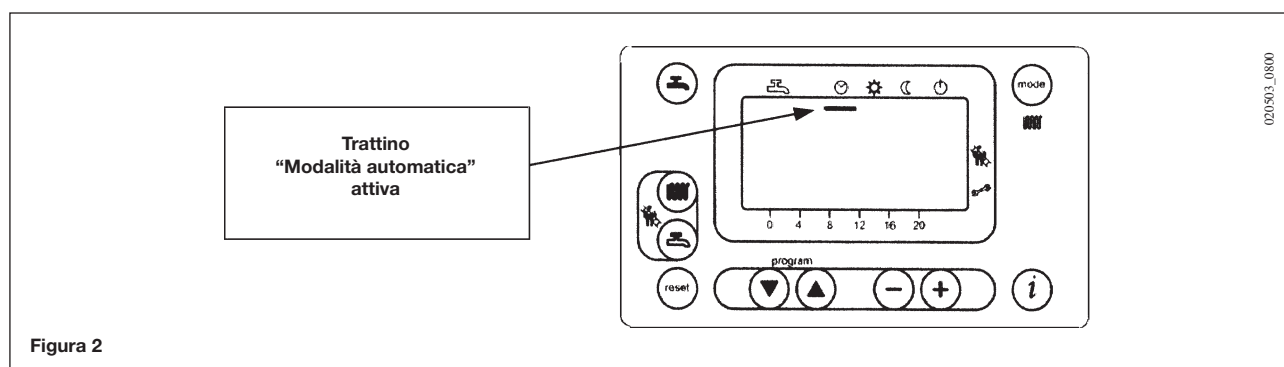 Trattino
“Modalità automatica”
attiva
mode
0 4 8 12 16 20
program
reset
i
Figura 2
020503_0800